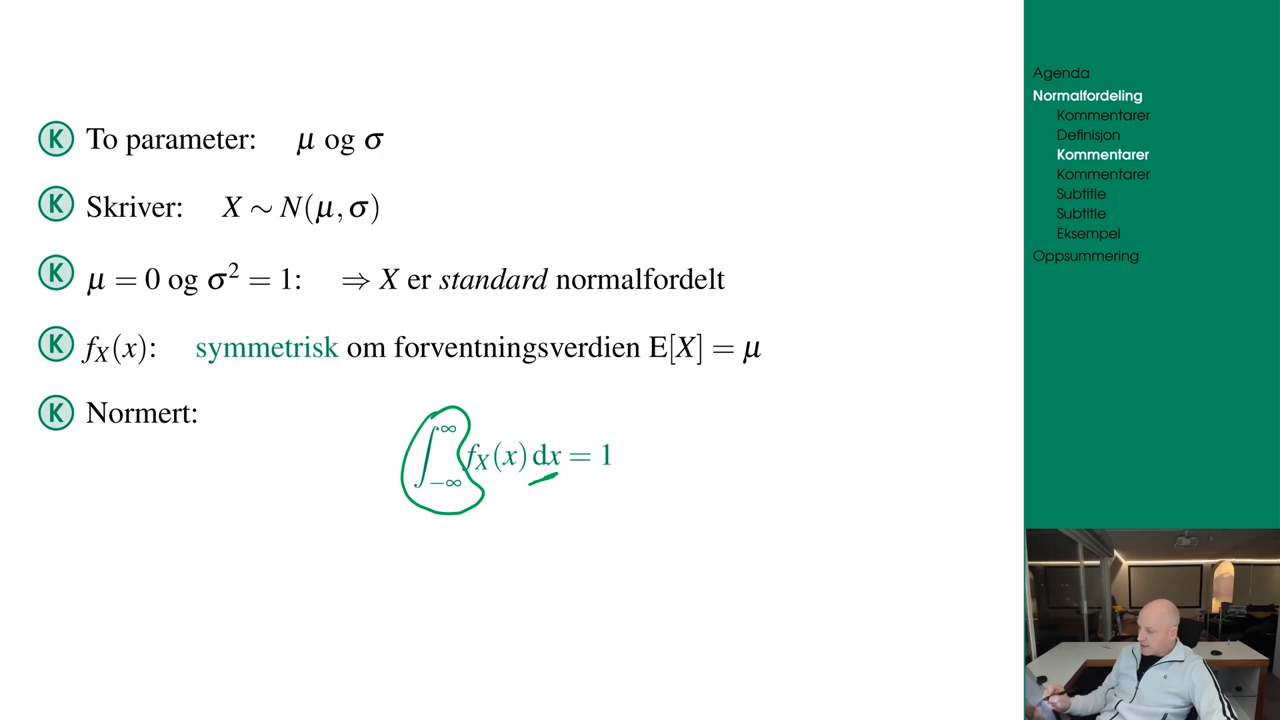 K To parameter: μ og σ
K Skriver: X ∼ N(μ, σ)
K μ = 0 og σ² = 1: ⇒ X er standard normalfordelt
K f_X(x): symmetrisk om forventningsverdien E[X] = μ
K Normert:
∫_{−∞}^{∞} f_X(x) dx = 1
Agenda
Normalfordeling
Kommentarer
Definisjon
Kommentarer
Kommentarer
Subtitle
Subtitle
Eksempel
Oppsummering